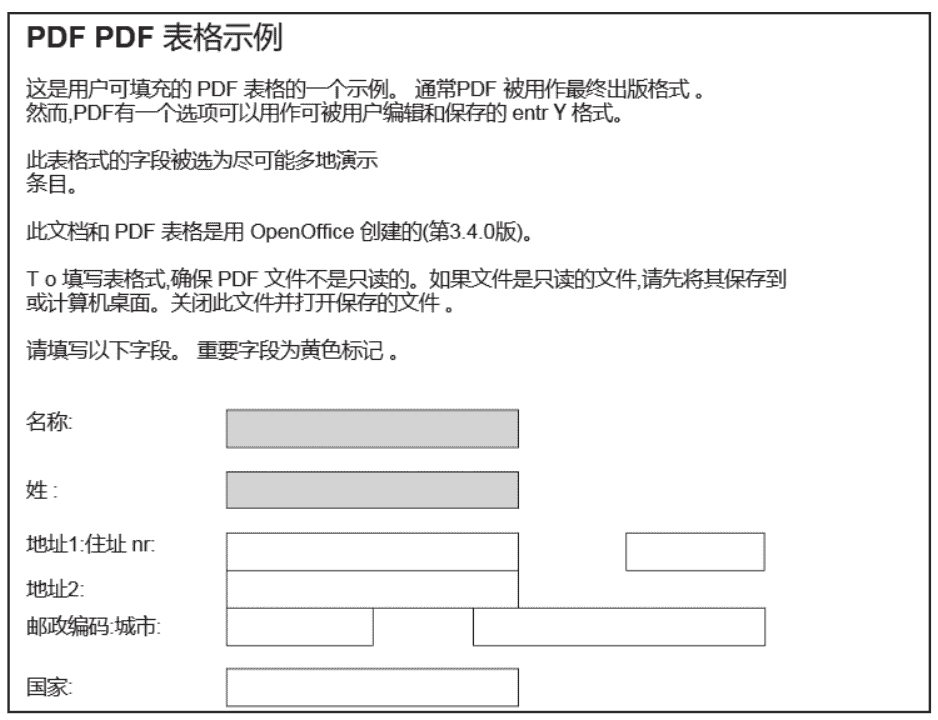 PDF PDF 表格示例
这是用户可填充的 PDF 表格的一个示例。 通常PDF 被用作最终出版格式 。
然而,PDF有一个选项可以用作可被用户编辑和保存的 entr Y 格式。
此表格式的字段被选为尽可能多地演示
条目。
此文档和 PDF 表格是用 OpenOffice 创建的(第3.4.0版)。
T o 填写表格式,确保 PDF 文件不是只读的。如果文件是只读的文件,请先将其保存到
或计算机桌面。关闭此文件并打开保存的文件 。
请填写以下字段。 重要字段为黄色标记 。
名称:
姓 :
地址1:住址 nr:
地址2:
邮政编码:城市:
国家: